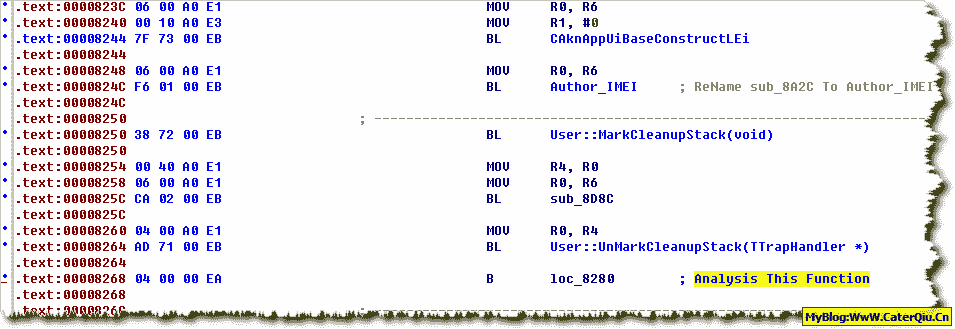 .text:0000823C 06 00 A0 E1 MOV R0, R6
.text:00008240 00 10 A0 E3 MOV R1, #0
.text:00008244 7F 73 00 EB BL CAknAppUiBaseConstructLEi
.text:00008244
.text:00008248 06 00 A0 E1 MOV R0, R6
.text:0000824C F6 01 00 EB BL Author_IMEI ; ReName sub_8A2C To Author_IMEI
.text:0000824C
.text:00008250 ; ---------------------------------------------------------------------------
.text:00008250 38 72 00 EB BL User::MarkCleanupStack(void)
.text:00008250
.text:00008254 00 40 A0 E1 MOV R4, R0
.text:00008258 06 00 A0 E1 MOV R0, R6
.text:0000825C CA 02 00 EB BL sub_8D8C
.text:0000825C
.text:00008260 04 00 A0 E1 MOV R0, R4
.text:00008264 AD 71 00 EB BL User::UnMarkCleanupStack(TTrapHandler *)
.text:00008264
.text:00008268 04 00 00 EA B loc_8280 ; Analysis This Function
.text:00008268
.text:0000826C ; ---------------------------------------------------------------------------
MyBlog:WwW.CaterQiu.Cn